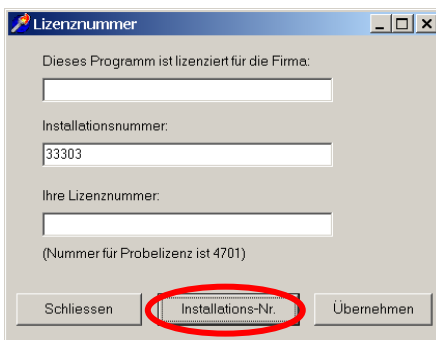 Lizenznummer
Dieses Programm ist lizenziert für die Firma:
Installationsnummer:
33303
Ihre Lizenznummer:
(Nummer für Probelizenz ist 4701)
Schliessen Installations-Nr. Übernehmen